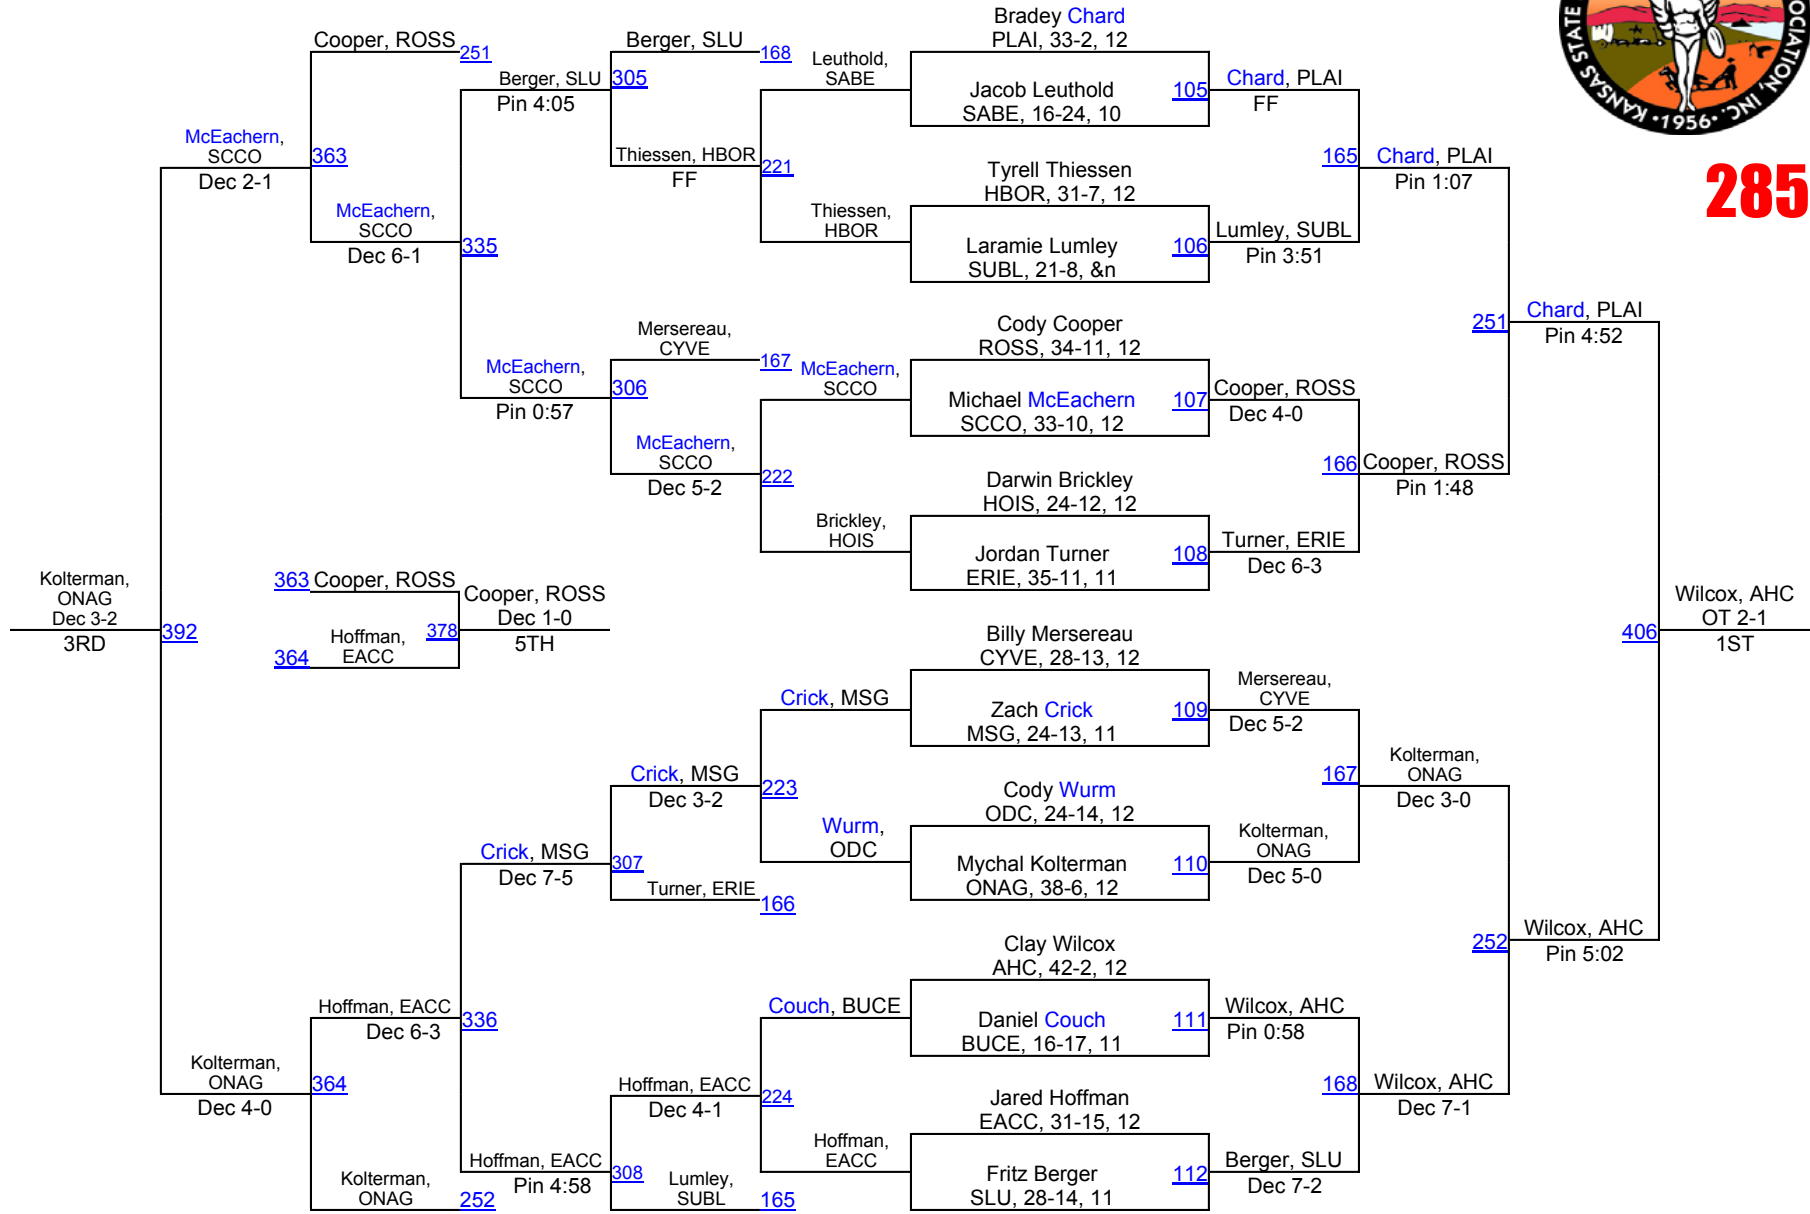 Bradey Chard
PLAI, 33-2, 12
Jacob Leuthold
SABE, 16-24, 10
105
Chard, PLAI
FF
Tyrell Thiessen
HBOR, 31-7, 12
Laramie Lumley
SUBL, 21-8, &n
106
Lumley, SUBL
Pin 3:51
165
Chard, PLAI
Pin 1:07
Cody Cooper
ROSS, 34-11, 12
Michael McEachern
SCCO, 33-10, 12
107
Cooper, ROSS
Dec 4-0
Darwin Brickley
HOIS, 24-12, 12
Jordan Turner
ERIE, 35-11, 11
108
Turner, ERIE
Dec 6-3
166
Cooper, ROSS
Pin 1:48
251
Chard, PLAI
Pin 4:52
Billy Mersereau
CYVE, 28-13, 12
Zach Crick
MSG, 24-13, 11
109
Mersereau,
CYVE
Dec 5-2
Cody Wurm
ODC, 24-14, 12
Mychal Kolterman
ONAG, 38-6, 12
110
Kolterman,
ONAG
Dec 5-0
167
Kolterman,
ONAG
Dec 3-0
Clay Wilcox
AHC, 42-2, 12
Daniel Couch
BUCE, 16-17, 11
111
Wilcox, AHC
Pin 0:58
Jared Hoffman
EACC, 31-15, 12
Fritz Berger
SLU, 28-14, 11
112
Berger, SLU
Dec 7-2
168
Wilcox, AHC
Dec 7-1
252
Wilcox, AHC
Pin 5:02
406
Wilcox, AHC
OT 2-1
1ST
Leuthold,
SABE
Thiessen,
HBOR
221
Thiessen, HBOR
FF
Berger, SLU
168
305
Berger, SLU
Pin 4:05
McEachern,
SCCO
Brickley,
HOIS
222
McEachern,
SCCO
Dec 5-2
Mersereau,
CYVE
167
306
McEachern,
SCCO
Pin 0:57
335
McEachern,
SCCO
Dec 6-1
Cooper, ROSS
251
363
McEachern,
SCCO
Dec 2-1
363
Cooper, ROSS
364
Hoffman,
EACC
378
Cooper, ROSS
Dec 1-0
5TH
Kolterman,
ONAG
Dec 3-2
3RD
392
Crick, MSG
Wurm,
ODC
223
Crick, MSG
Dec 3-2
Turner, ERIE
166
307
Crick, MSG
Dec 7-5
Couch, BUCE
Hoffman,
EACC
224
Hoffman, EACC
Dec 4-1
Lumley,
SUBL
165
308
Hoffman, EACC
Pin 4:58
336
Hoffman, EACC
Dec 6-3
Kolterman,
ONAG
252
364
Kolterman,
ONAG
Dec 4-0
KANSAS STATE
OCIATION, INC.
•1956•
285